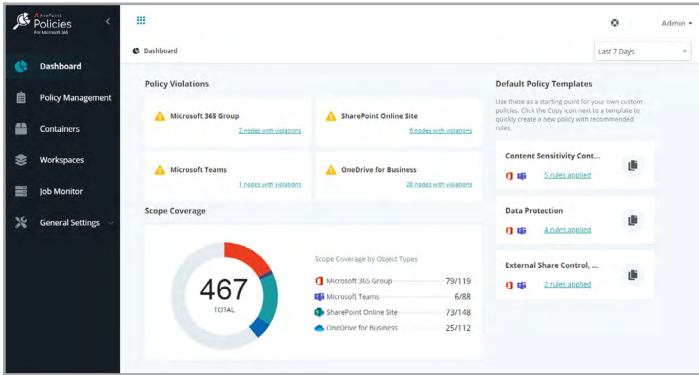 AvePoint
Policies
For Microsoft 365
Admin
Dashboard
Last 7 Days
Dashboard
Policy Management
Containers
Workspaces
Job Monitor
General Settings
Policy Violations
Microsoft 365 Group
2 nodes with violations
SharePoint Online Site
6 nodes with violations
Microsoft Teams
1 nodes with violations
OneDrive for Business
28 nodes with violations
Scope Coverage
467
TOTAL
Scope Coverage by Object Types
Microsoft 365 Group 79/119
Microsoft Teams 6/88
SharePoint Online Site 73/148
OneDrive for Business 25/112
Default Policy Templates
Use these as a starting point for your own custom
policies. Click the Copy icon next to a template to
quickly create a new policy with recommended
rules.
Content Sensitivity Cont...
5 rules applied
Data Protection
4 rules applied
External Share Control, ...
2 rules applied